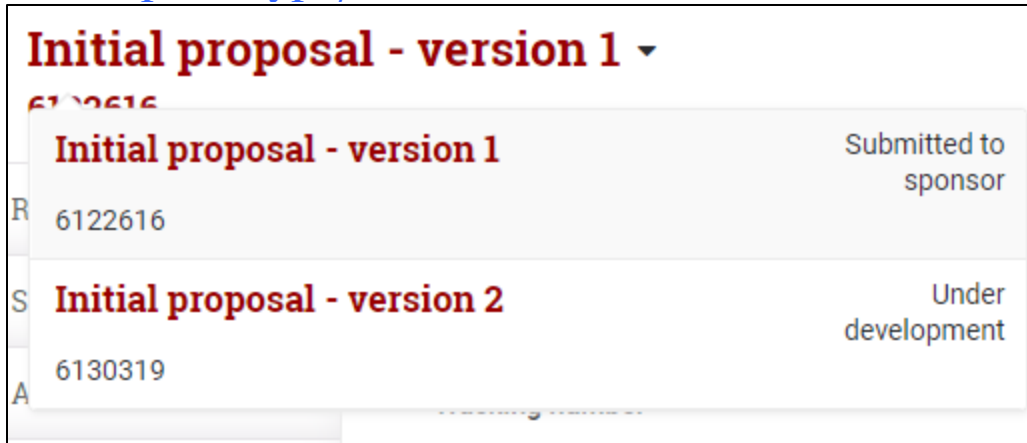 Initial proposal - version 1
6122616
Initial proposal - version 1
Submitted to
sponsor
6122616
R
S
Initial proposal - version 2
Under
development
6130319
A